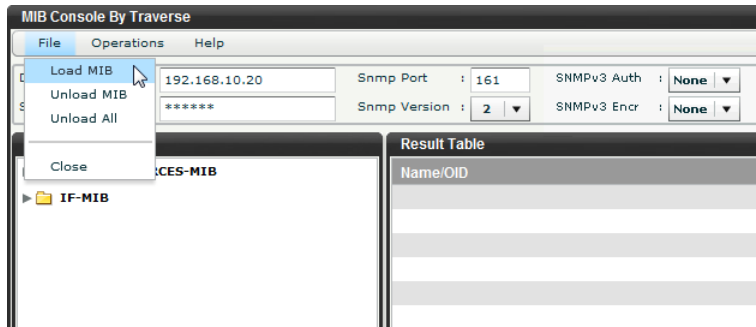 MIB Console By Traverse
File Operations Help
Load MIB
Unload MIB
Unload All
Close
192.168.10.20 Snmp Port : 161 SNMPv3 Auth : None
****** Snmp Version : 2 SNMPv3 Encr : None
Result Table
RCES-MIB Name/OID
IF-MIB